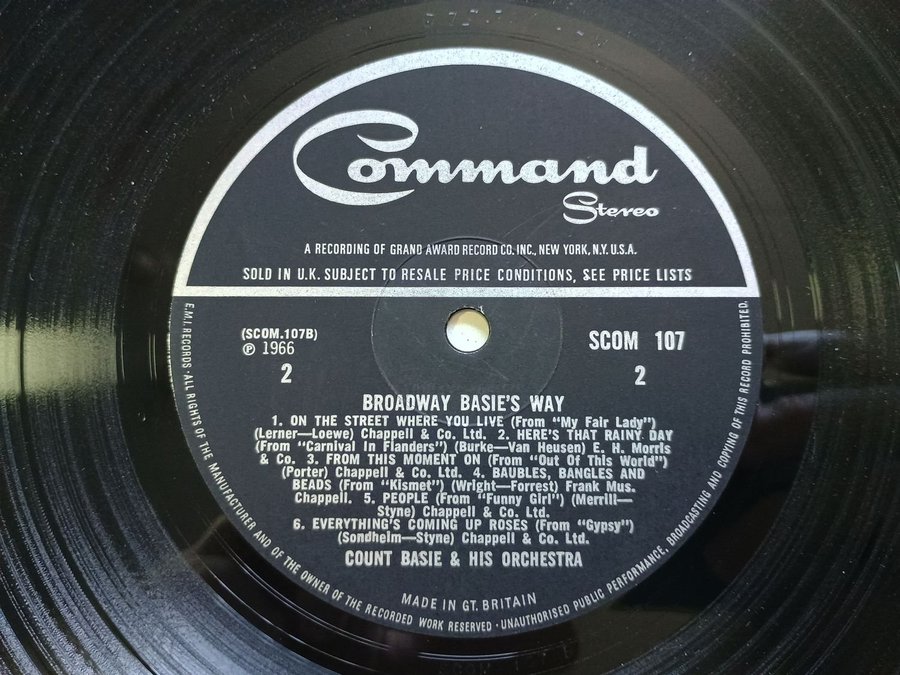 Command
Stereo
A RECORDING OF GRAND AWARD RECORD CO. INC., NEW YORK, N.Y. U.S.A.
SOLD IN U.K. SUBJECT TO RESALE PRICE CONDITIONS, SEE PRICE LISTS
(SCOM.107B)
℗ 1966
2
SCOM 107
2
BROADWAY BASIE'S WAY
1. ON THE STREET WHERE YOU LIVE (From "My Fair Lady")
(Lerner—Loewe) Chappell & Co. Ltd. 2. HERE'S THAT RAINY DAY
(From "Carnival In Flanders") (Burke—Van Heusen) E. H. Morris
& Co. 3. FROM THIS MOMENT ON (From "Out Of This World")
(Porter) Chappell & Co. Ltd. 4. BAUBLES, BANGLES AND
BEADS (From "Kismet") (Wright—Forrest) Frank Mus.
Chappell. 5. PEOPLE (From "Funny Girl") (Merrill—
Styne) Chappell & Co. Ltd.
6. EVERYTHING'S COMING UP ROSES (From "Gypsy")
(Sondheim—Styne) Chappell & Co. Ltd.
COUNT BASIE & HIS ORCHESTRA
MADE IN GT. BRITAIN
E.M.I. RECORDS · ALL RIGHTS OF THE MANUFACTURER AND OF THE OWNER OF THE RECORDED WORK RESERVED · UNAUTHORISED PUBLIC PERFORMANCE, BROADCASTING AND COPYING OF THIS RECORD PROHIBITED.